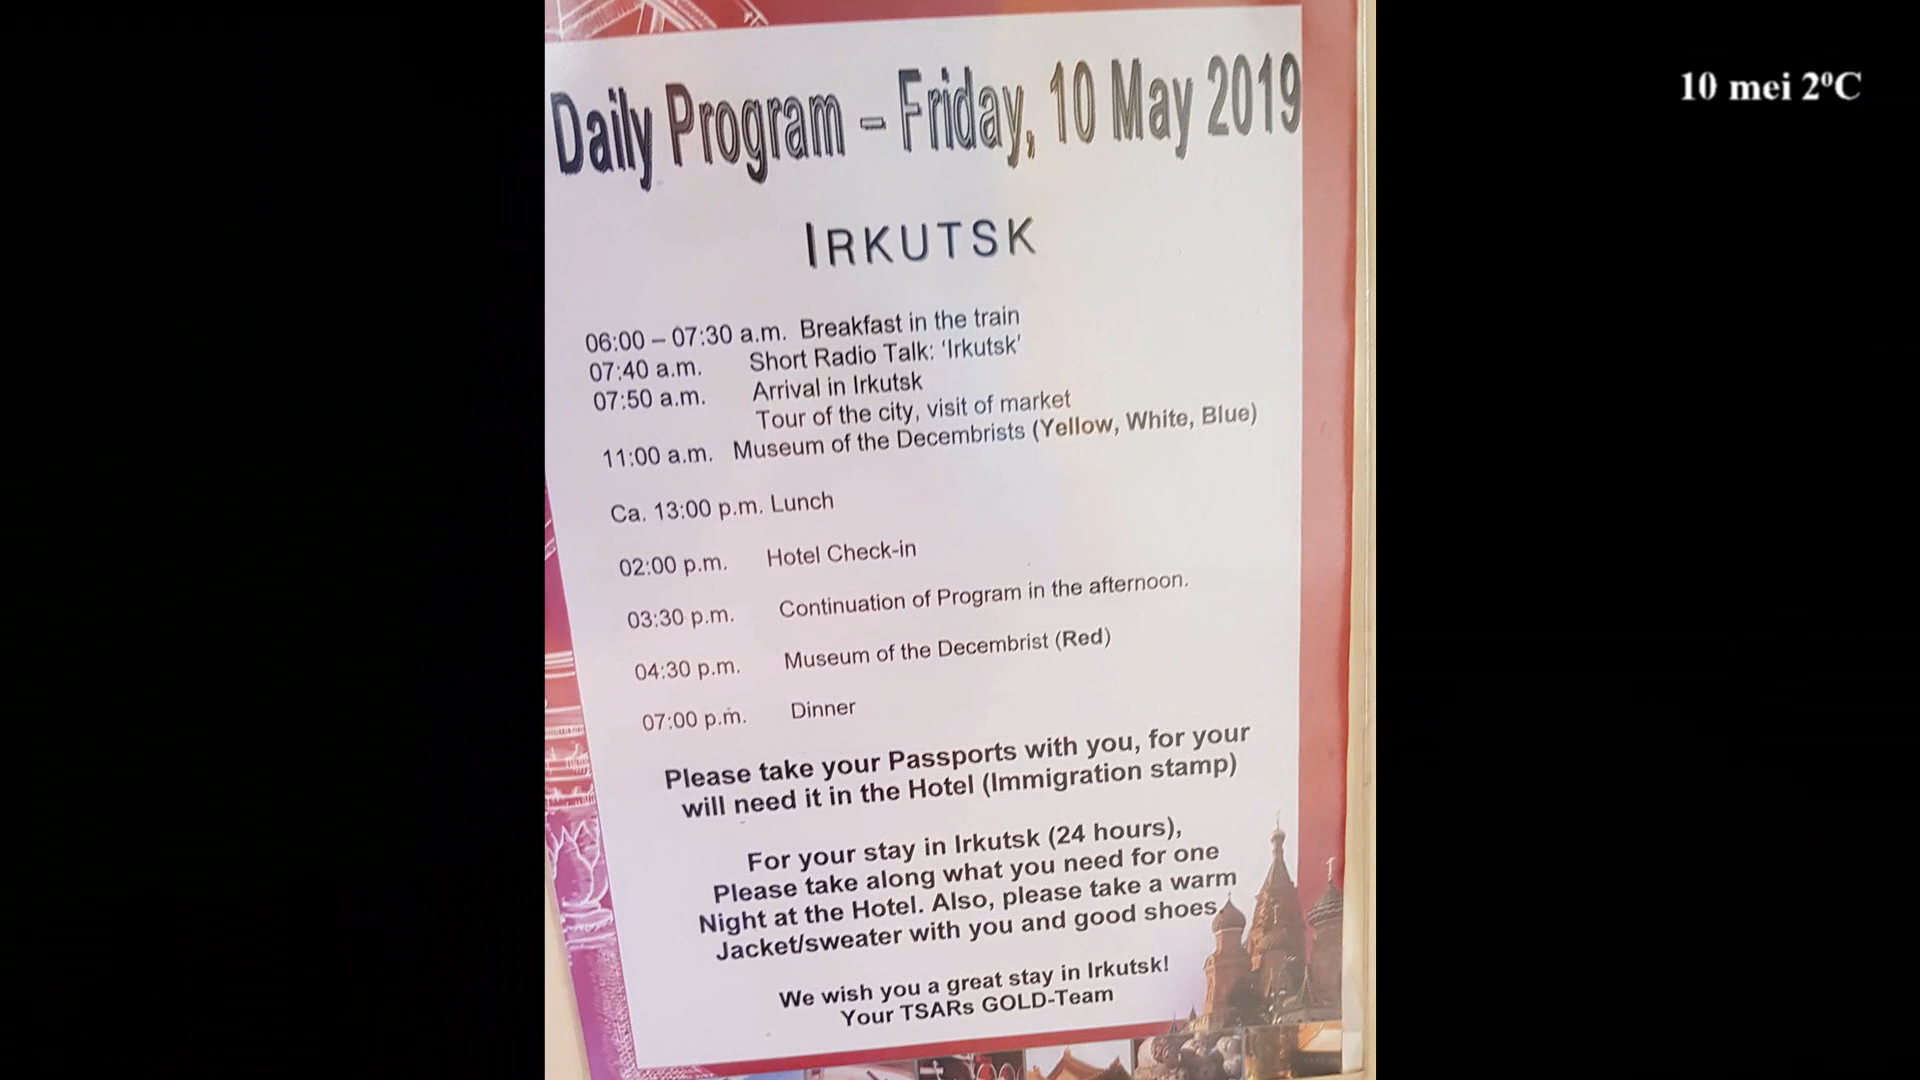 Daily Program – Friday, 10 May 2019
10 mei 2ºC
IRKUTSK
06:00 – 07:30 a.m. Breakfast in the train
07:40 a.m. Short Radio Talk: ‘Irkutsk’
07:50 a.m. Arrival in Irkutsk
Tour of the city, visit of market
11:00 a.m. Museum of the Decembrists (Yellow, White, Blue)
Ca. 13:00 p.m. Lunch
02:00 p.m. Hotel Check-in
03:30 p.m. Continuation of Program in the afternoon.
04:30 p.m. Museum of the Decembrist (Red)
07:00 p.m. Dinner
Please take your Passports with you, for your
will need it in the Hotel (Immigration stamp)
For your stay in Irkutsk (24 hours),
Please take along what you need for one
Night at the Hotel. Also, please take a warm
Jacket/sweater with you and good shoes.
We wish you a great stay in Irkutsk!
Your TSARs GOLD-Team